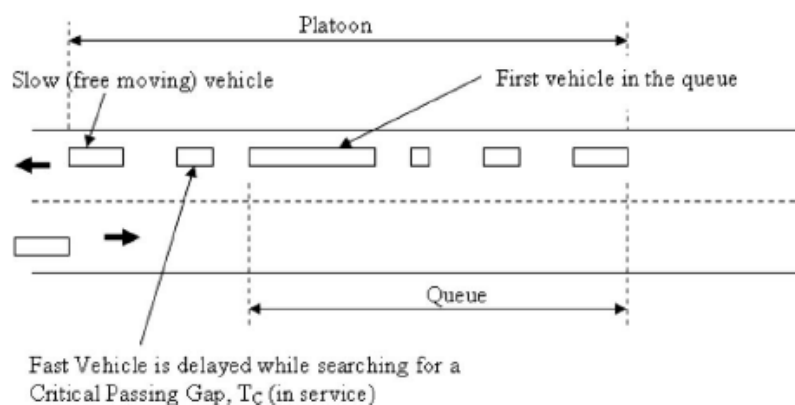 Platoon
Slow (free moving) vehicle
First vehicle in the queue
Queue
Fast Vehicle is delayed while searching for a
Critical Passing Gap, TC (in service)